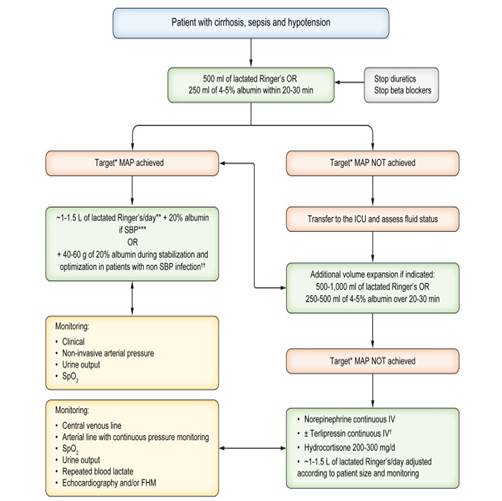 Patient with cirrhosis, sepsis and hypotension
500 ml of lactated Ringer's OR
250 ml of 4-5% albumin within 20-30 min
Stop diuretics
Stop beta blockers
Target* MAP achieved
Target* MAP NOT achieved
~1-1.5 L of lactated Ringer's/day** + 20% albumin
if SBP***
OR
+ 40-60 g of 20% albumin during stabilization and
optimization in patients with non SBP infection††
Transfer to the ICU and assess fluid status
Additional volume expansion if indicated:
500-1,000 ml of lactated Ringer's OR
250-500 ml of 4-5% albumin over 20-30 min
Monitoring:
• Clinical
• Non-invasive arterial pressure
• Urine output
• SpO₂
Target* MAP NOT achieved
Monitoring:
• Central venous line
• Arterial line with continuous pressure monitoring
• SpO₂
• Urine output
• Repeated blood lactate
• Echocardiography and/or FHM
• Norepinephrine continuous IV
• ± Terlipressin continuous IV†
• Hydrocortisone 200-300 mg/d
• ~1-1.5 L of lactated Ringer's/day adjusted
according to patient size and monitoring